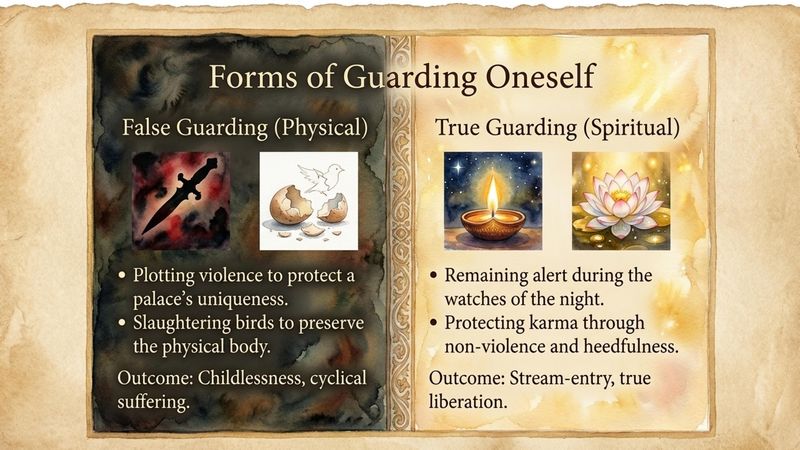 Forms of Guarding Oneself
False Guarding (Physical)
• Plotting violence to protect a
palace's uniqueness.
• Slaughtering birds to preserve
the physical body.
Outcome: Childlessness, cyclical
suffering.
True Guarding (Spiritual)
• Remaining alert during the
watches of the night.
• Protecting karma through
non-violence and heedfulness.
Outcome: Stream-entry, true
liberation.